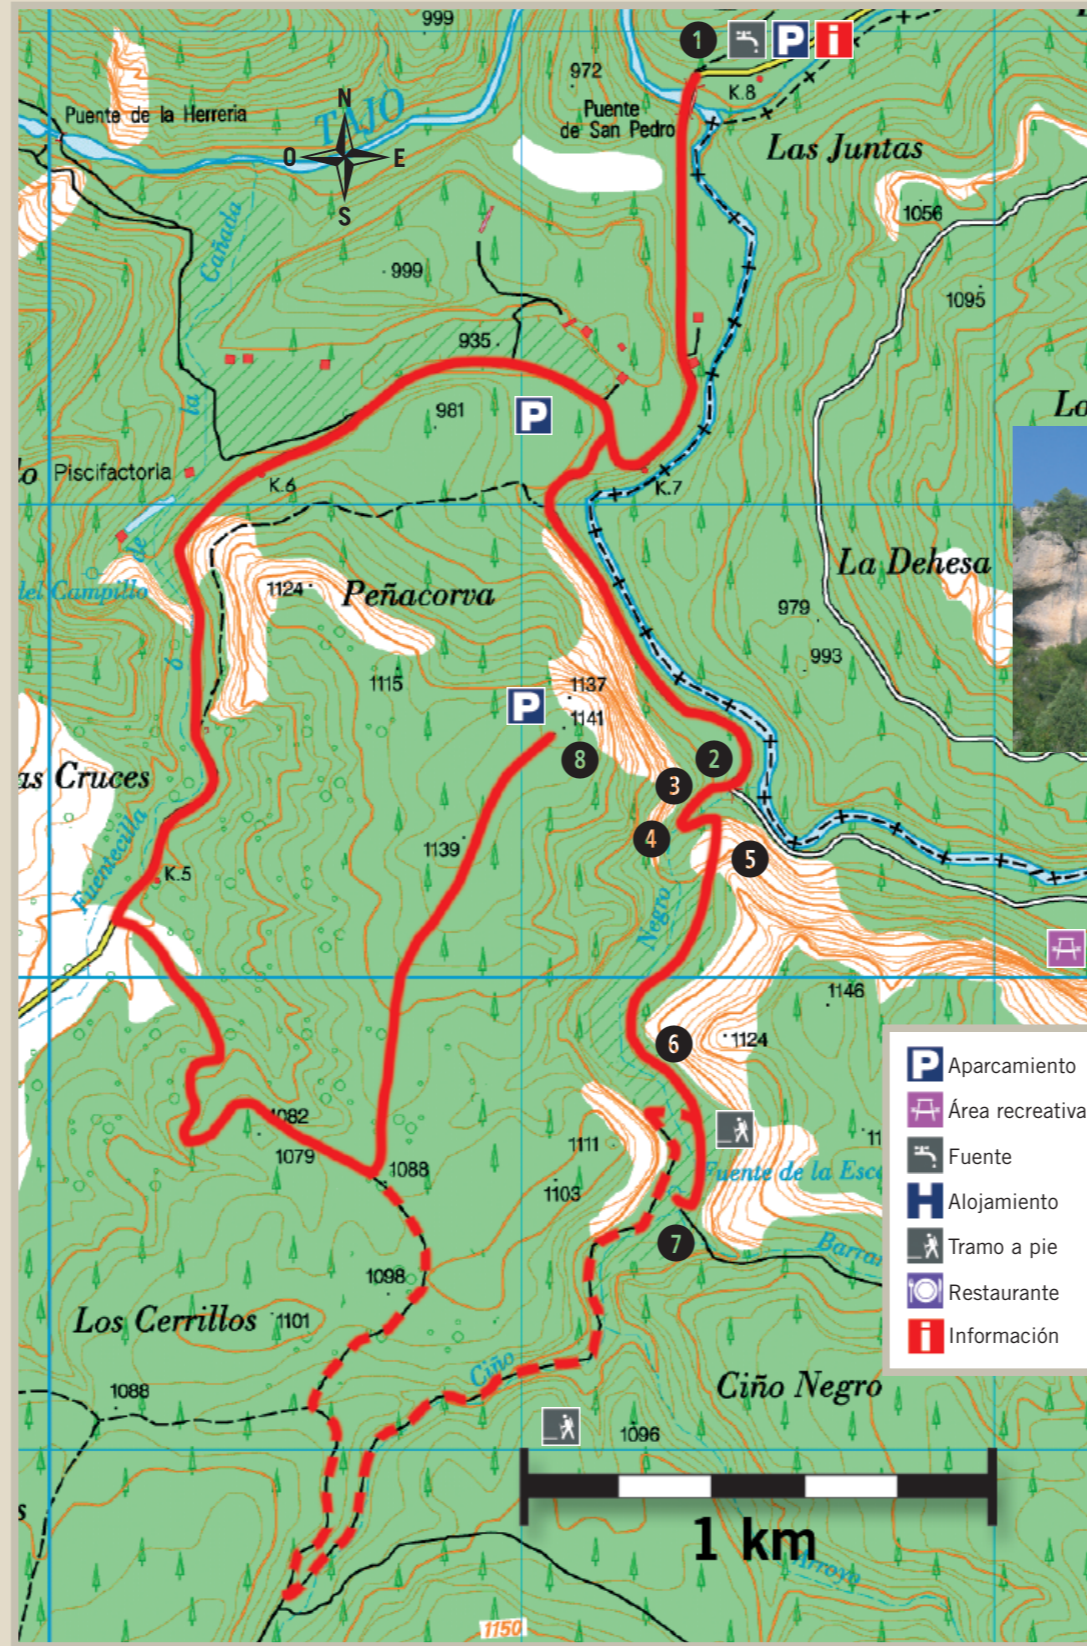 999
1
P
i
972
K.8
Puente de la Herreria
Puente
de San Pedro
TAJO
N
O
E
S
Las Juntas
1056
Cañada
999
1095
935
la
981
P
Piscifactoria
K.6
K.7
de
del Campillo
1124
Peñacorva
La Dehesa
979
ó
993
1115
1137
P
1141
8
2
3
as Cruces
4
1139
5
Fuentecilla
K.5
Negro
1146
6
1124
P Aparcamiento
Área recreativa
1082
1111
Fuente
1079
1088
Fuente de la Esc
1103
H Alojamiento
7
Tramo a pie
Barran
1098
Restaurante
Los Cerrillos
1101
i Información
Ciño
1088
Ciño Negro
1096
1 km
Arroyo
1150